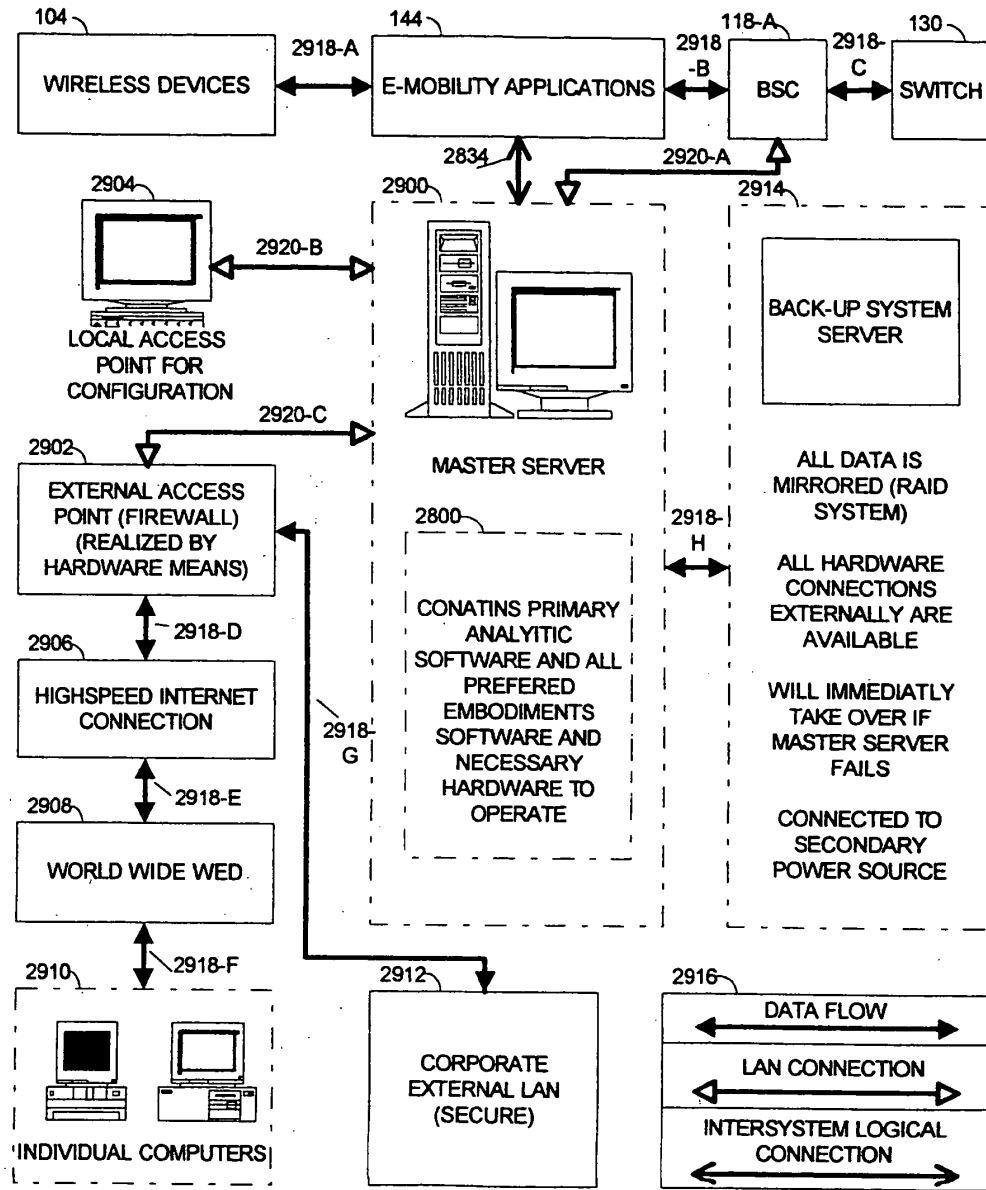 104
144
118-A
130
2918-A
2918
-B
2918-
C
WIRELESS DEVICES
E-MOBILITY APPLICATIONS
BSC
SWITCH
2834
2920-A
2904
2900
2914
2920-B
LOCAL ACCESS
POINT FOR
CONFIGURATION
BACK-UP SYSTEM
SERVER
2920-C
2902
MASTER SERVER
EXTERNAL ACCESS
POINT (FIREWALL)
(REALIZED BY
HARDWARE MEANS)
ALL DATA IS
MIRRORED (RAID
SYSTEM)
2800
2918-
H
ALL HARDWARE
CONNECTIONS
EXTERNALLY ARE
AVAILABLE
CONATINS PRIMARY
ANALYITIC
SOFTWARE AND ALL
PREFERED
EMBODIMENTS
SOFTWARE AND
NECESSARY
HARDWARE TO
OPERATE
2918-D
2906
HIGHSPEED INTERNET
CONNECTION
2918-
G
WILL IMMEDIATLY
TAKE OVER IF
MASTER SERVER
FAILS
2918-E
2908
WORLD WIDE WED
CONNECTED TO
SECONDARY
POWER SOURCE
2918-F
2910
INDIVIDUAL COMPUTERS
2912
CORPORATE
EXTERNAL LAN
(SECURE)
2916
DATA FLOW
LAN CONNECTION
INTERSYSTEM LOGICAL
CONNECTION